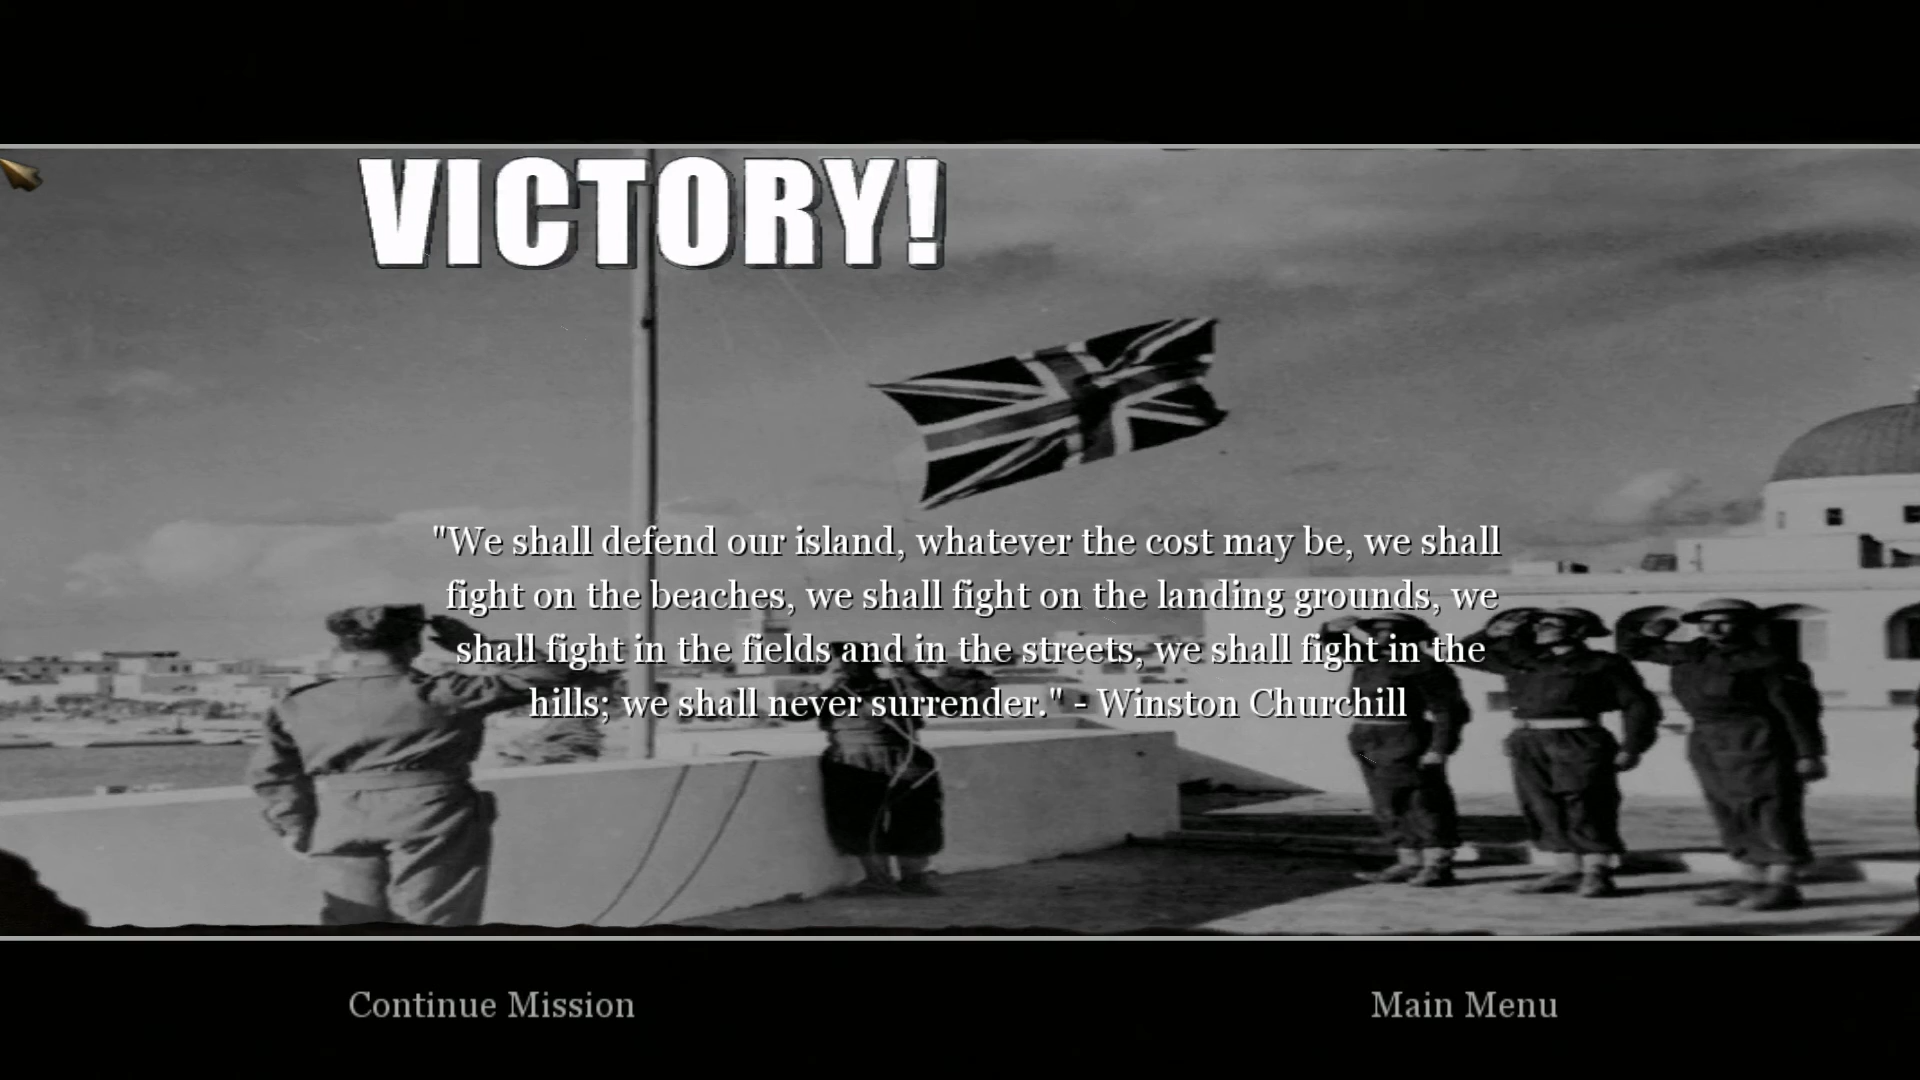 VICTORY!
"We shall defend our island, whatever the cost may be, we shall
fight on the beaches, we shall fight on the landing grounds, we
shall fight in the fields and in the streets, we shall fight in the
hills; we shall never surrender." - Winston Churchill
Continue Mission
Main Menu